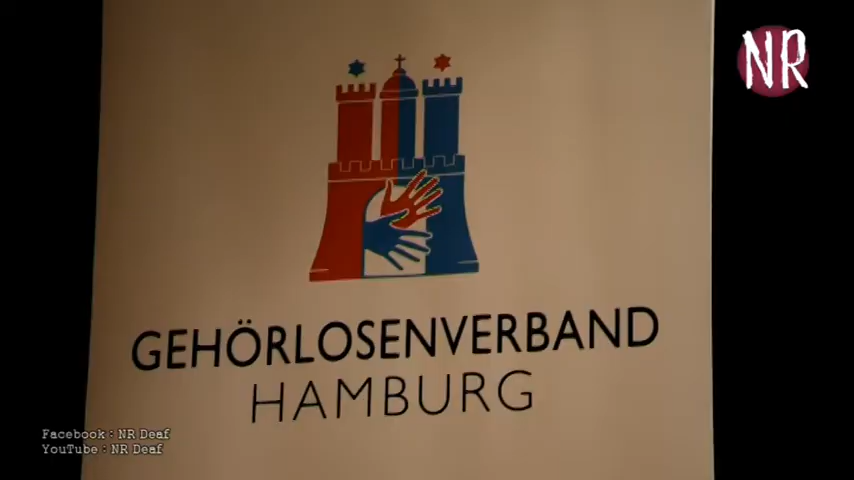 NR
GEHÖRLOSENVERBAND
HAMBURG
Facebook : NR Deaf
YouTube : NR Deaf